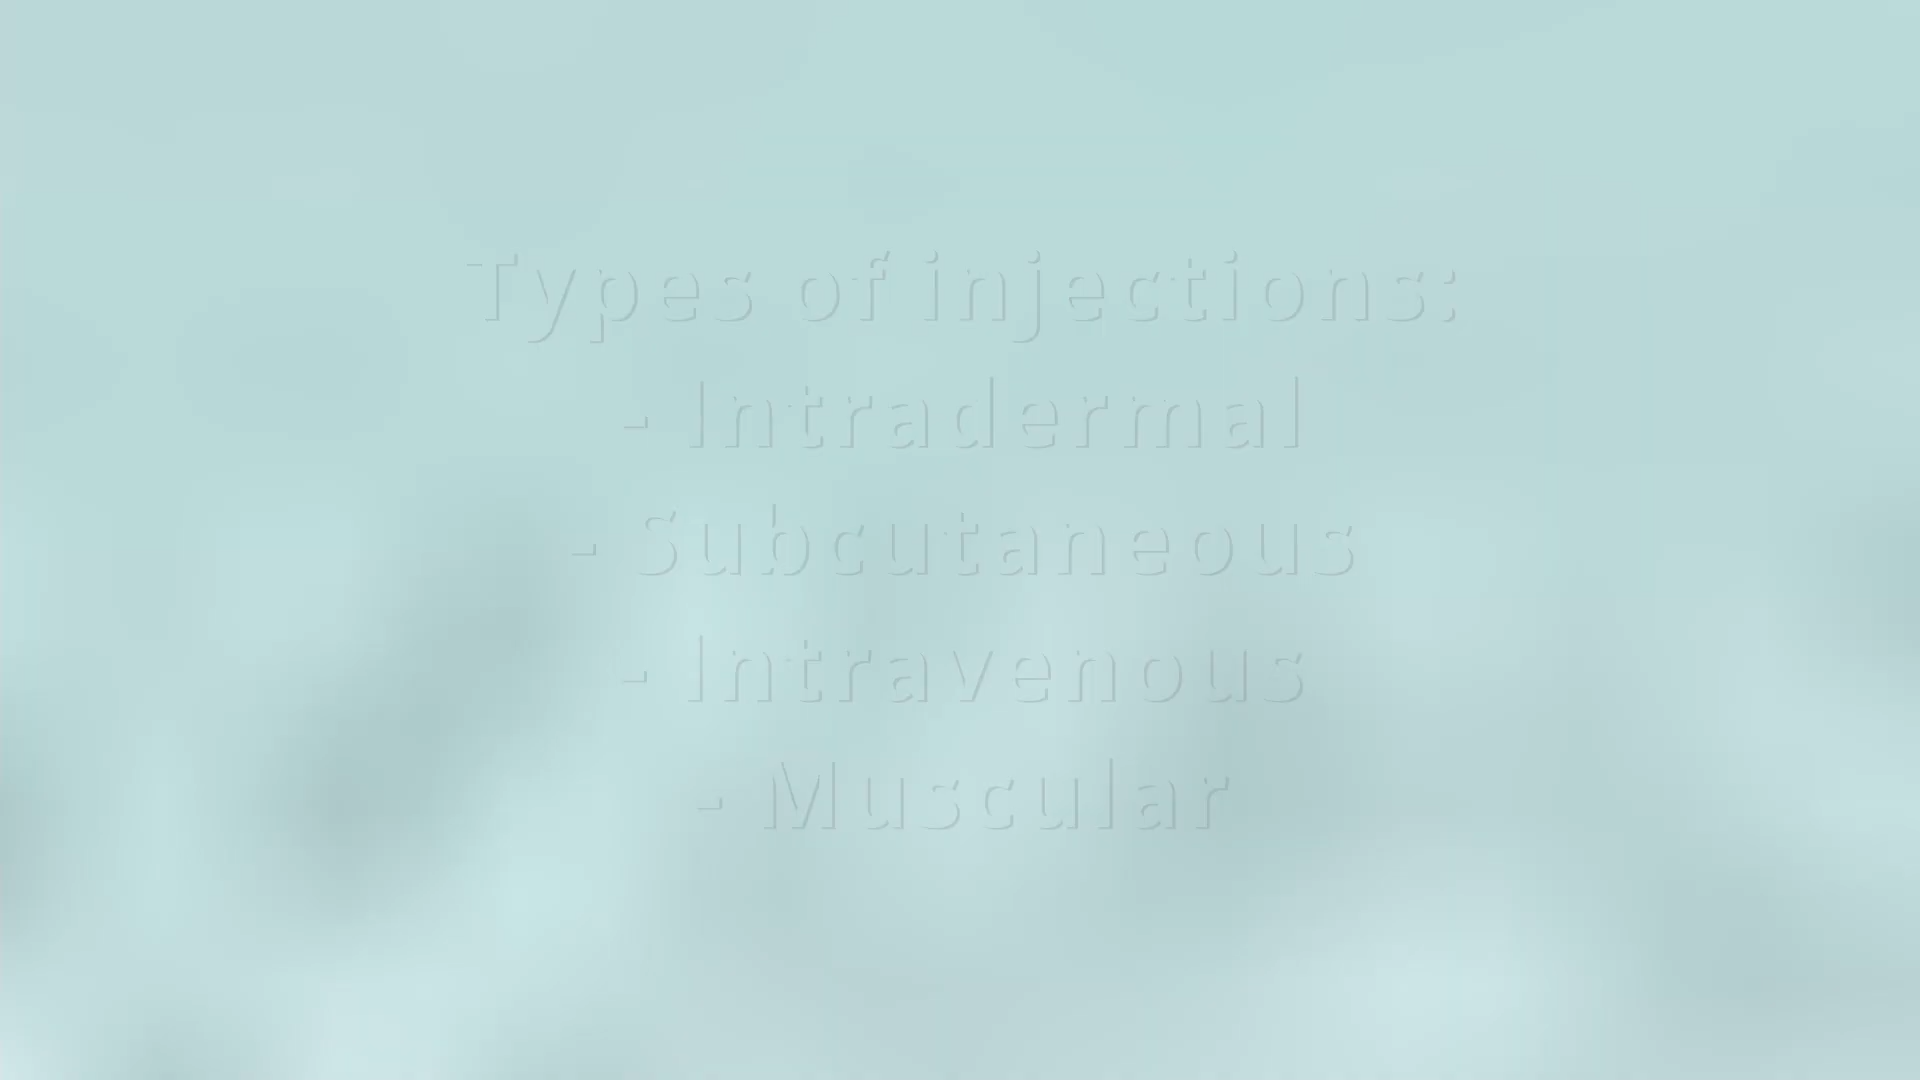 Types of injections:
- Intradermal
- Subcutaneous
- Intravenous
- Muscular